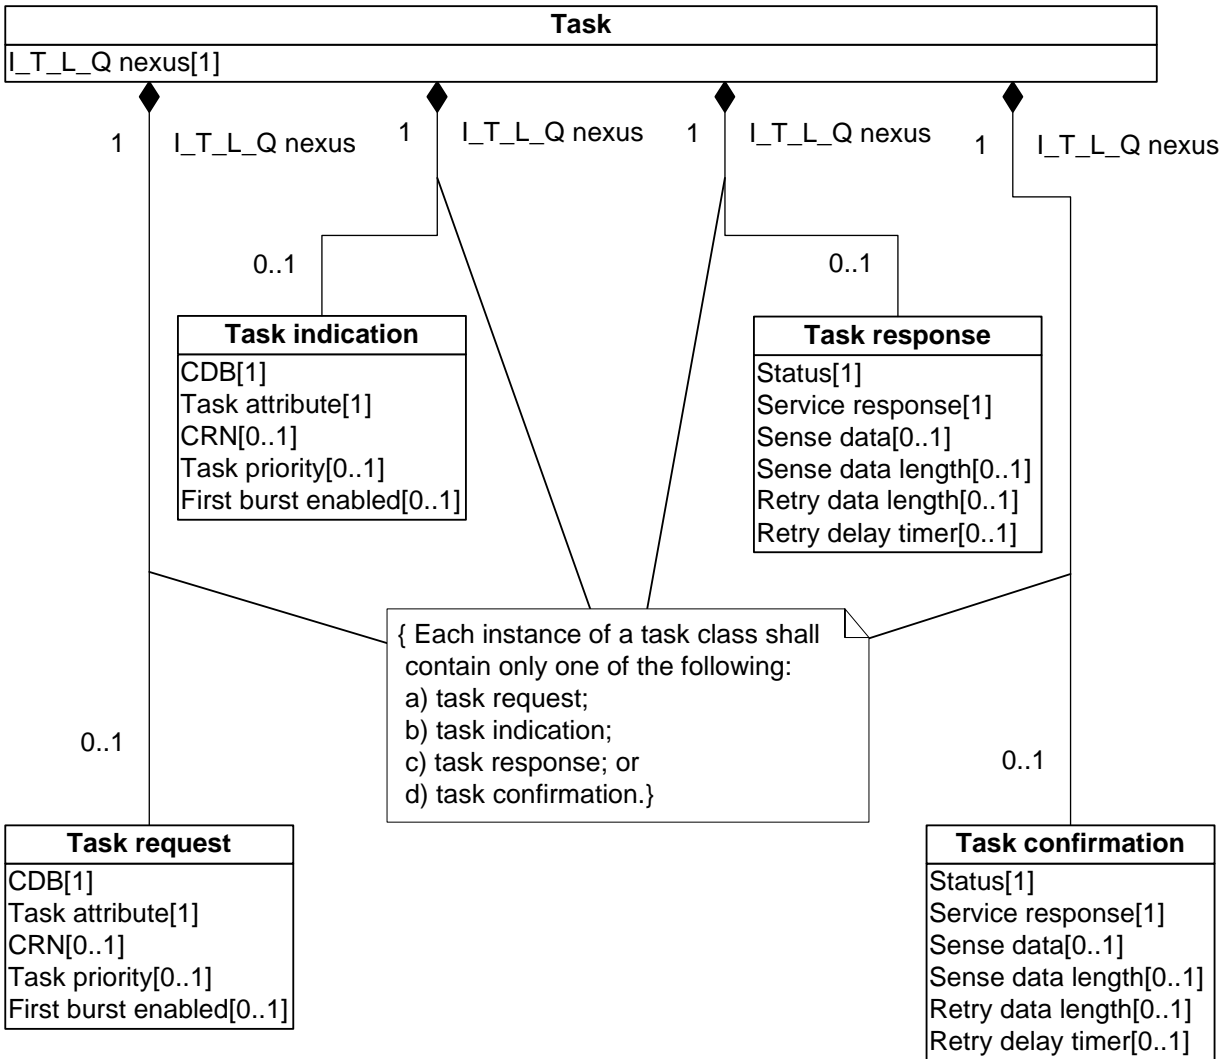 Task
I_T_L_Q nexus[1]
1
I_T_L_Q nexus
1
I_T_L_Q nexus
1
I_T_L_Q nexus
1
I_T_L_Q nexus
0..1
0..1
Task indication
CDB[1]
Task attribute[1]
CRN[0..1]
Task priority[0..1]
First burst enabled[0..1]
Task response
Status[1]
Service response[1]
Sense data[0..1]
Sense data length[0..1]
Retry data length[0..1]
Retry delay timer[0..1]
{ Each instance of a task class shall
contain only one of the following:
a) task request;
b) task indication;
c) task response; or
d) task confirmation.}
0..1
0..1
Task request
CDB[1]
Task attribute[1]
CRN[0..1]
Task priority[0..1]
First burst enabled[0..1]
Task confirmation
Status[1]
Service response[1]
Sense data[0..1]
Sense data length[0..1]
Retry data length[0..1]
Retry delay timer[0..1]